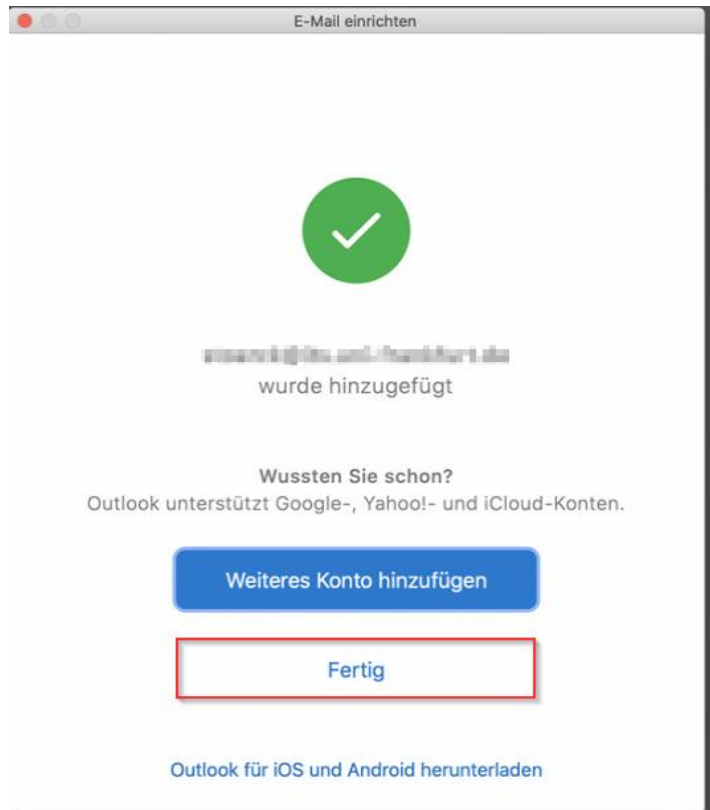 E-Mail einrichten
wurde hinzugefügt
Wussten Sie schon?
Outlook unterstützt Google-, Yahoo!- und iCloud-Konten.
Weiteres Konto hinzufügen
Fertig
Outlook für iOS und Android herunterladen